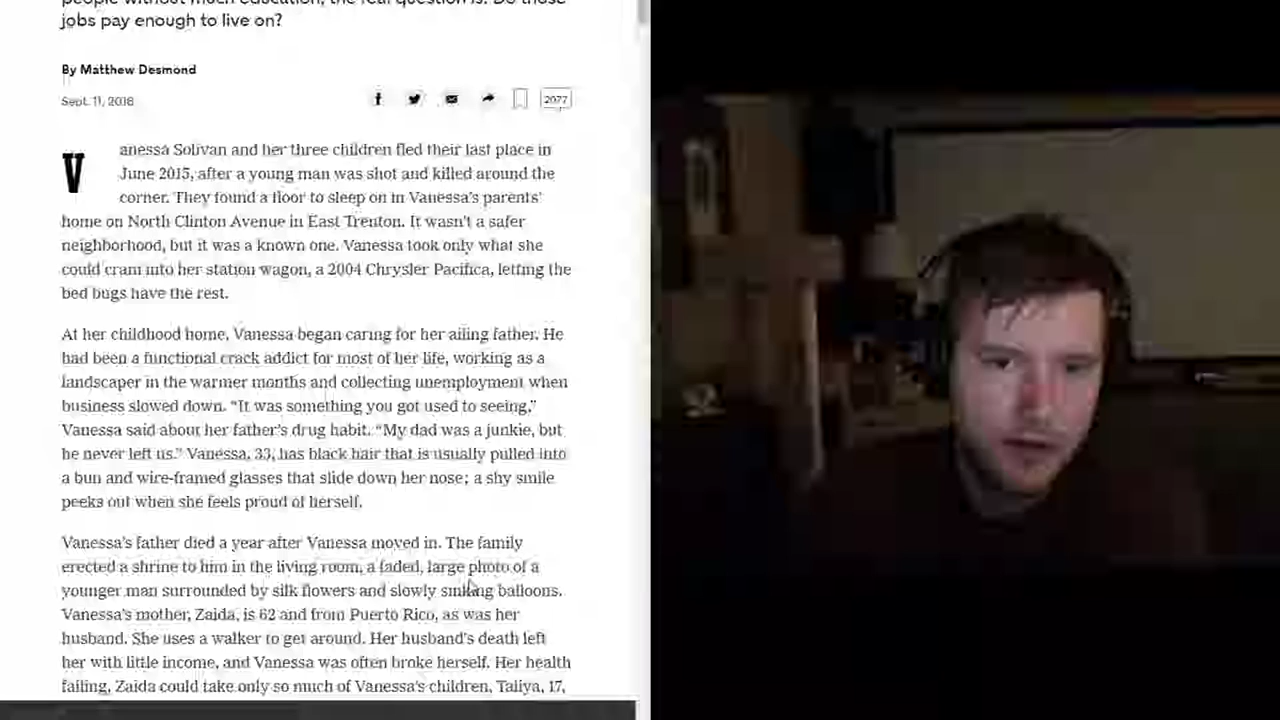 jobs pay enough to live on?
By Matthew Desmond
Sept. 11, 2018
2077
Vanessa Solivan and her three children fled their last place in
June 2015, after a young man was shot and killed around the
corner. They found a floor to sleep on in Vanessa's parents'
home on North Clinton Avenue in East Trenton. It wasn't a safer
neighborhood, but it was a known one. Vanessa took only what she
could cram into her station wagon, a 2004 Chrysler Pacifica, letting the
bed bugs have the rest.
At her childhood home, Vanessa began caring for her ailing father. He
had been a functional crack addict for most of her life, working as a
landscaper in the warmer months and collecting unemployment when
business slowed down. “It was something you got used to seeing,”
Vanessa said about her father's drug habit. “My dad was a junkie, but
he never left us.” Vanessa, 33, has black hair that is usually pulled into
a bun and wire-framed glasses that slide down her nose; a shy smile
peeks out when she feels proud of herself.
Vanessa's father died a year after Vanessa moved in. The family
erected a shrine to him in the living room, a faded, large photo of a
younger man surrounded by silk flowers and slowly sinking balloons.
Vanessa's mother, Zaida, is 62 and from Puerto Rico, as was her
husband. She uses a walker to get around. Her husband's death left
her with little income, and Vanessa was often broke herself. Her health
failing, Zaida could take only so much of Vanessa's children, Taliya, 17,